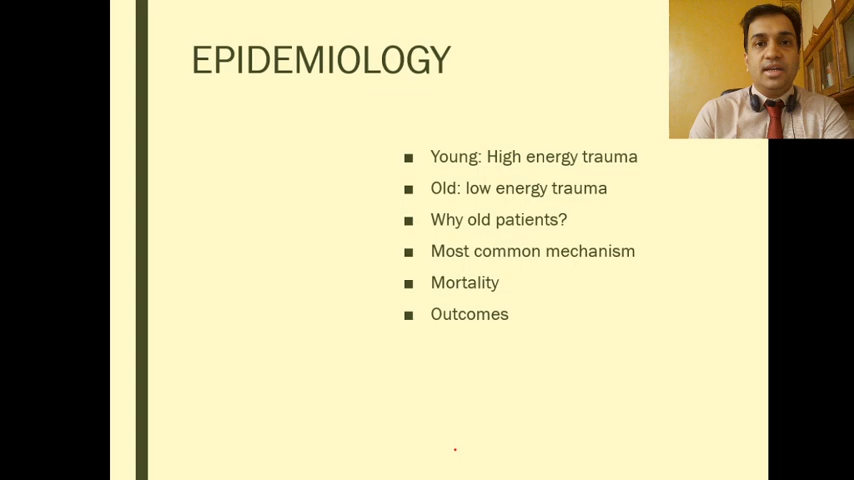 EPIDEMIOLOGY
Young: High energy trauma
Old: low energy trauma
Why old patients?
Most common mechanism
Mortality
Outcomes